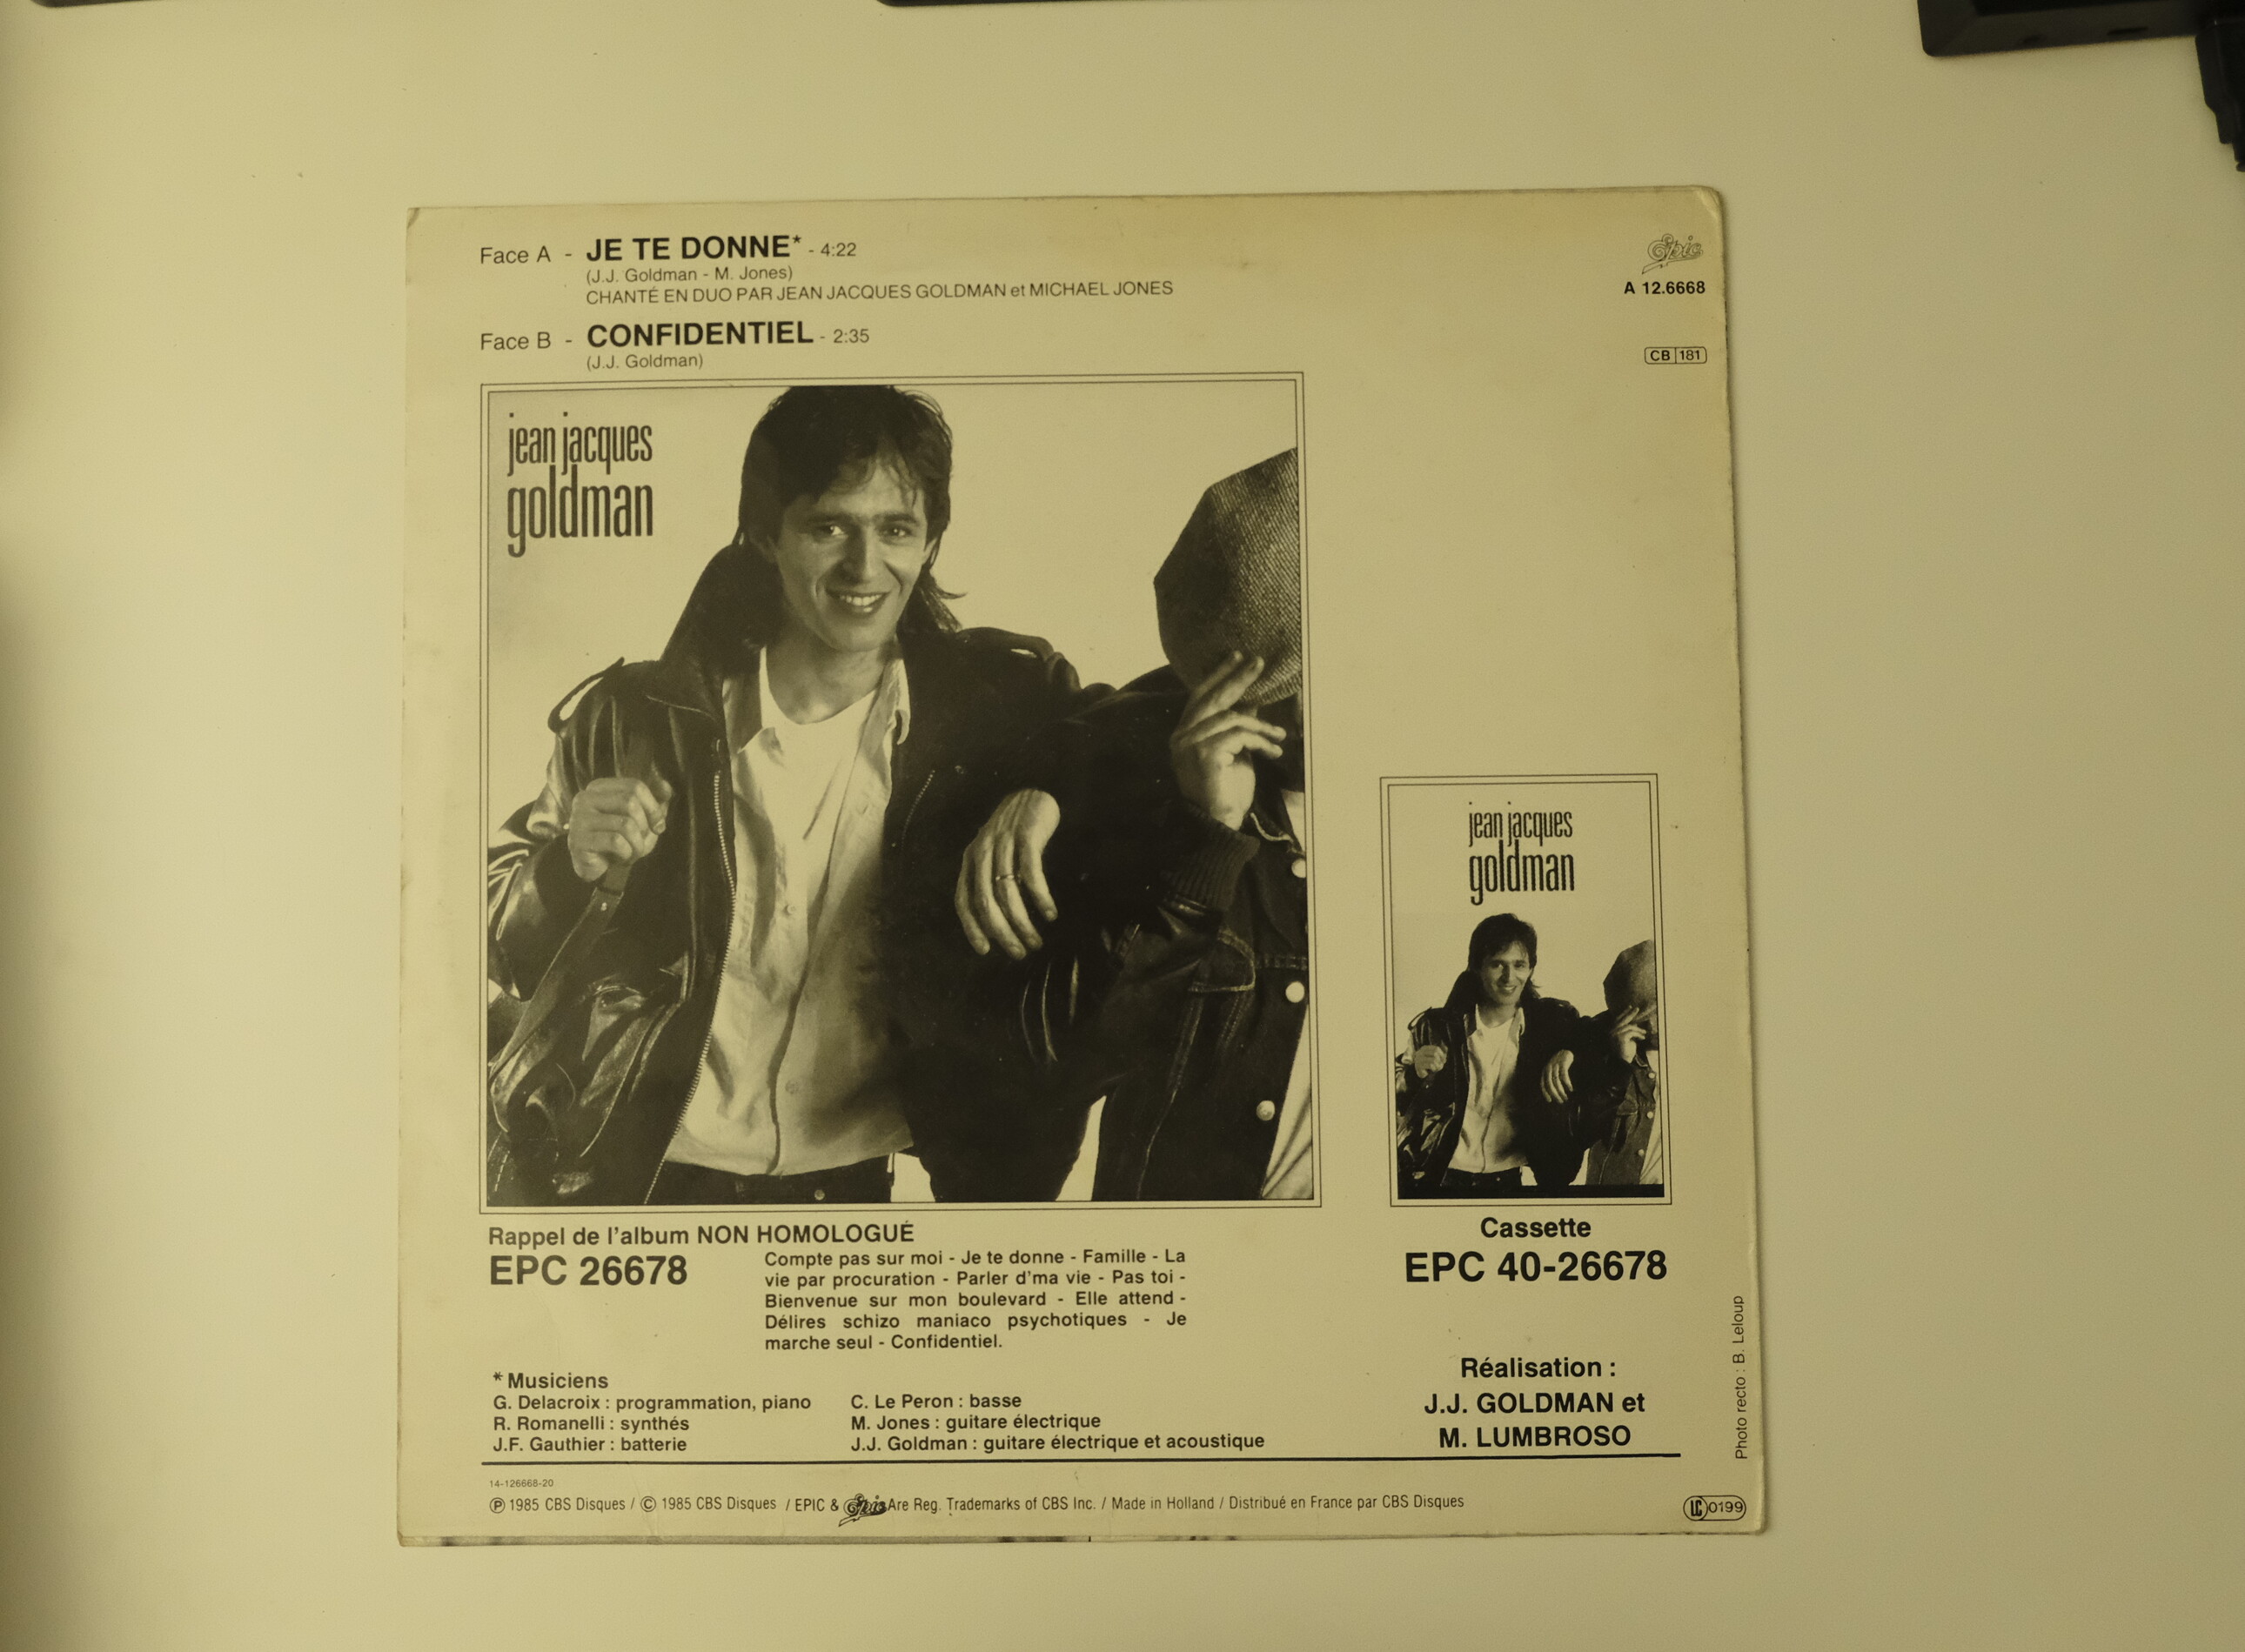 Face A - JE TE DONNE* - 4:22
(J.J. Goldman - M. Jones)
CHANTÉ EN DUO PAR JEAN JACQUES GOLDMAN et MICHAEL JONES
Face B - CONFIDENTIEL - 2:35
(J.J. Goldman)
Epic
A 12.6668
CB 181
jean jacques
goldman
jean jacques
goldman
Rappel de l'album NON HOMOLOGUÉ
EPC 26678
Compte pas sur moi - Je te donne - Famille - La
vie par procuration - Parler d'ma vie - Pas toi -
Bienvenue sur mon boulevard - Elle attend -
Délires schizo maniaco psychotiques - Je
marche seul - Confidentiel.
Cassette
EPC 40-26678
* Musiciens
G. Delacroix : programmation, piano
R. Romanelli : synthés
J.F. Gauthier : batterie
C. Le Peron : basse
M. Jones : guitare électrique
J.J. Goldman : guitare électrique et acoustique
Réalisation :
J.J. GOLDMAN et
M. LUMBROSO
Photo recto : B. Leloup
14-126668-20
℗ 1985 CBS Disques / © 1985 CBS Disques / EPIC & Epic Are Reg. Trademarks of CBS Inc. / Made in Holland / Distribué en France par CBS Disques
LC 0199